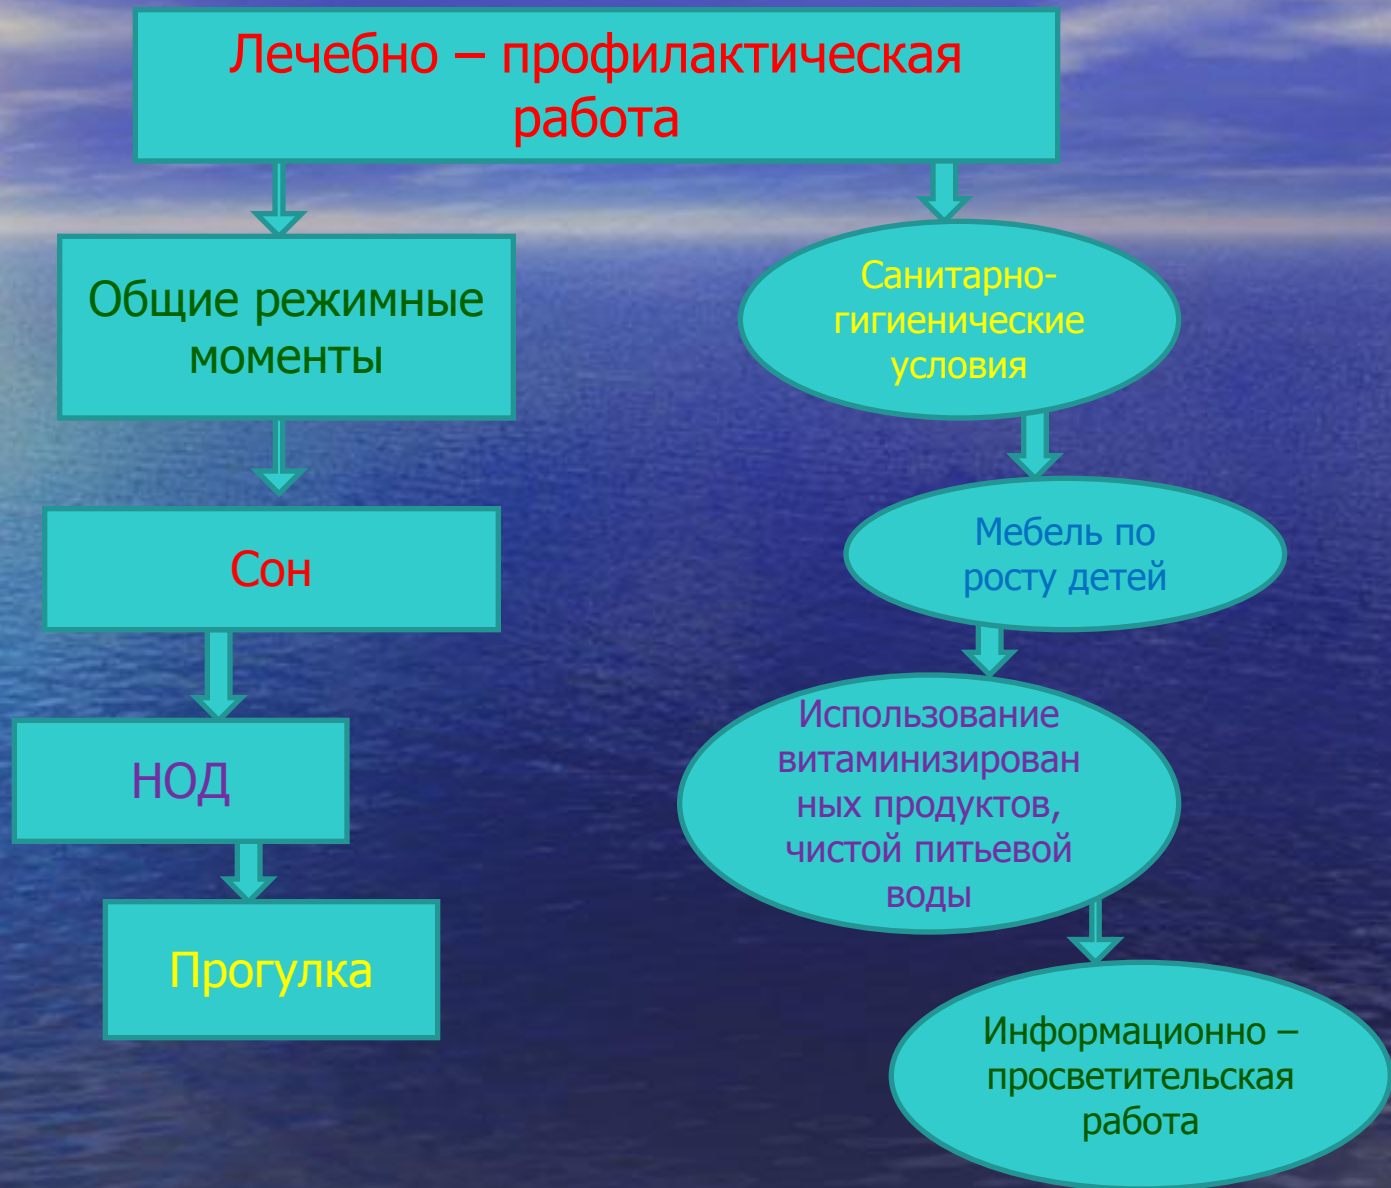 Лечебно – профилактическая
работа
Общие режимные
моменты
Санитарно-
гигиенические
условия
Сон
Мебель по
росту детей
НОД
Использование
витаминизирован
ных продуктов,
чистой питьевой
воды
Прогулка
Информационно –
просветительская
работа